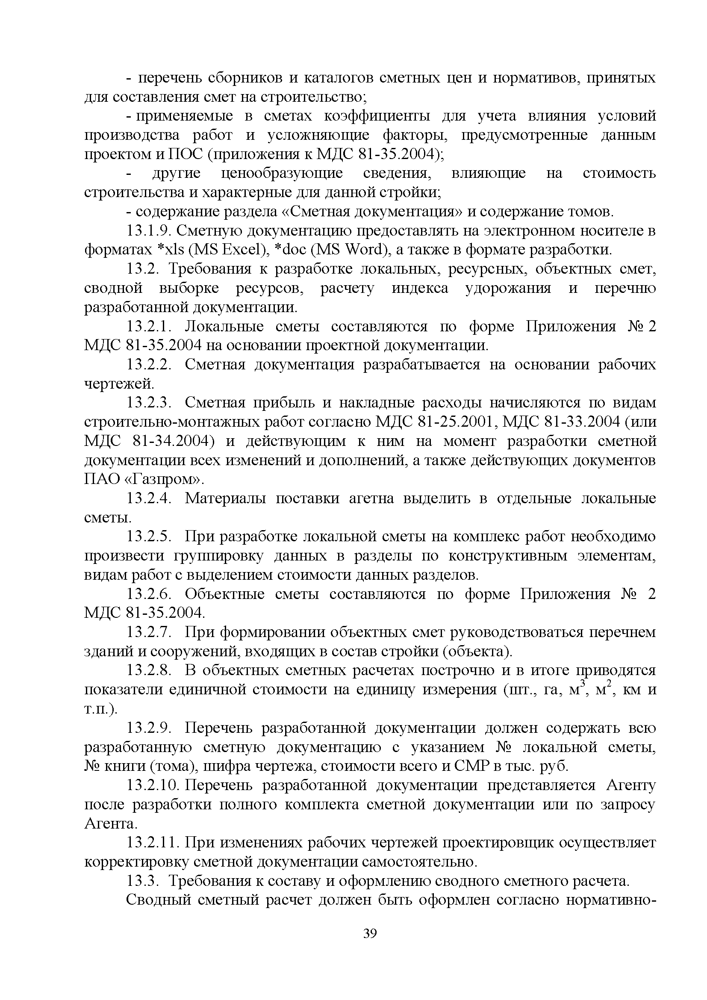 - перечень сборников и каталогов сметных цен и нормативов, принятых
для составления смет на строительство;
- применяемые в сметах коэффициенты для учета влияния условий
производства работ и усложняющие факторы, предусмотренные данным
проектом и ПОС (приложения к МДС 81-35.2004);
- другие ценообразующие сведения, влияющие на стоимость
строительства и характерные для данной стройки;
- содержание раздела «Сметная документация» и содержание томов.
13.1.9. Сметную документацию предоставлять на электронном носителе в
форматах *xls (MS Excel), *doc (MS Word), а также в формате разработки.
13.2. Требования к разработке локальных, ресурсных, объектных смет,
сводной выборке ресурсов, расчету индекса удорожания и перечню
разработанной документации.
13.2.1. Локальные сметы составляются по форме Приложения № 2
МДС 81-35.2004 на основании проектной документации.
13.2.2. Сметная документация разрабатывается на основании рабочих
чертежей.
13.2.3. Сметная прибыль и накладные расходы начисляются по видам
строительно-монтажных работ согласно МДС 81-25.2001, МДС 81-33.2004 (или
МДС 81-34.2004) и действующим к ним на момент разработки сметной
документации всех изменений и дополнений, а также действующих документов
ПАО «Газпром».
13.2.4. Материалы поставки агетна выделить в отдельные локальные
сметы.
13.2.5. При разработке локальной сметы на комплекс работ необходимо
произвести группировку данных в разделы по конструктивным элементам,
видам работ с выделением стоимости данных разделов.
13.2.6. Объектные сметы составляются по форме Приложения № 2
МДС 81-35.2004.
13.2.7. При формировании объектных смет руководствоваться перечнем
зданий и сооружений, входящих в состав стройки (объекта).
13.2.8. В объектных сметных расчетах построчно и в итоге приводятся
показатели единичной стоимости на единицу измерения (шт., га, м³, м², км и
т.п.).
13.2.9. Перечень разработанной документации должен содержать всю
разработанную сметную документацию с указанием № локальной сметы,
№ книги (тома), шифра чертежа, стоимости всего и СМР в тыс. руб.
13.2.10. Перечень разработанной документации представляется Агенту
после разработки полного комплекта сметной документации или по запросу
Агента.
13.2.11. При изменениях рабочих чертежей проектировщик осуществляет
корректировку сметной документации самостоятельно.
13.3. Требования к составу и оформлению сводного сметного расчета.
Сводный сметный расчет должен быть оформлен согласно нормативно-
39